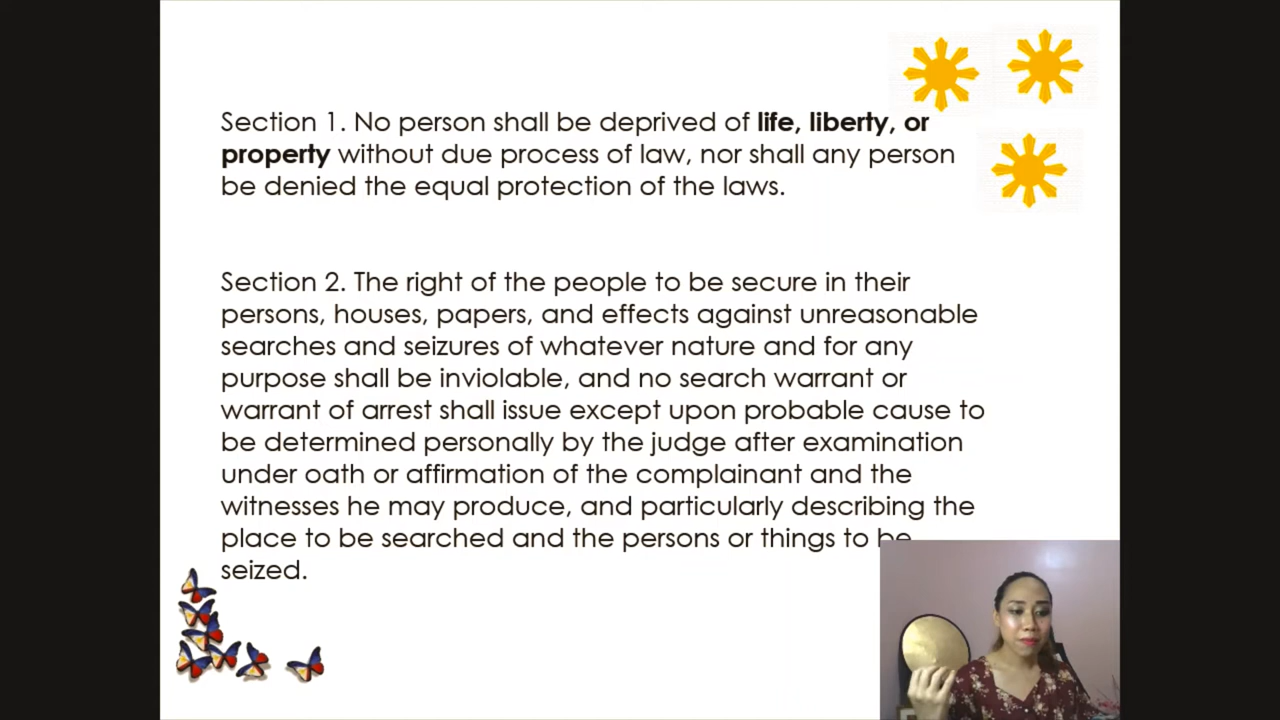 Section 1. No person shall be deprived of life, liberty, or
property without due process of law, nor shall any person
be denied the equal protection of the laws.
Section 2. The right of the people to be secure in their
persons, houses, papers, and effects against unreasonable
searches and seizures of whatever nature and for any
purpose shall be inviolable, and no search warrant or
warrant of arrest shall issue except upon probable cause to
be determined personally by the judge after examination
under oath or affirmation of the complainant and the
witnesses he may produce, and particularly describing the
place to be searched and the persons or things to be
seized.